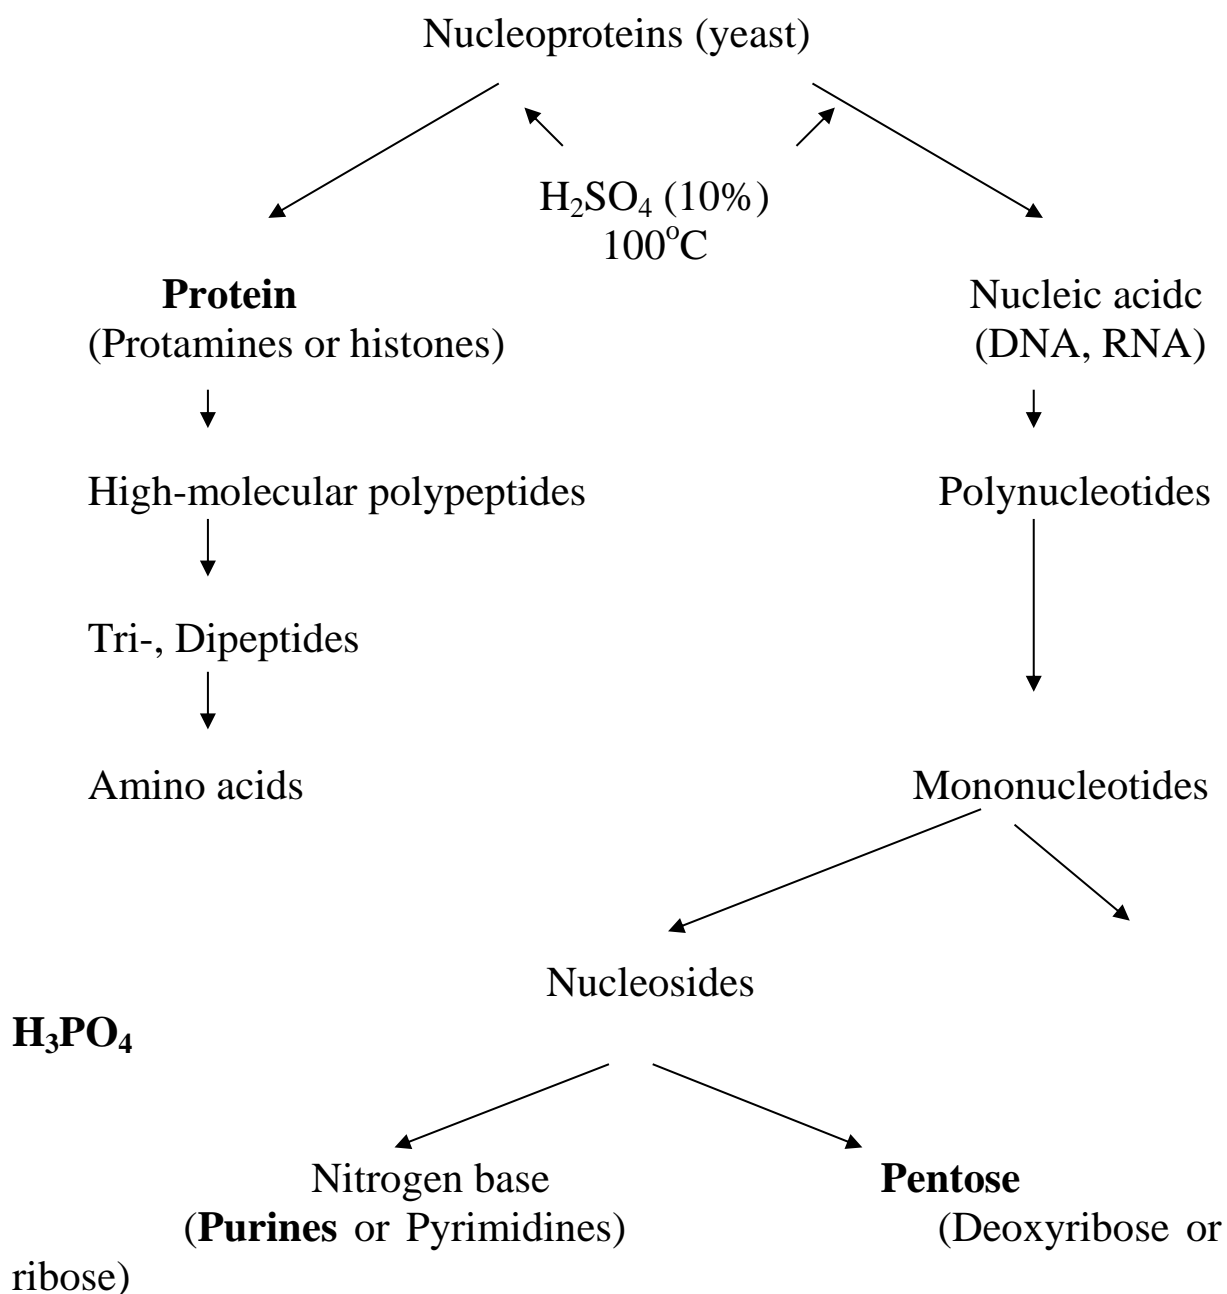 Nucleoproteins (yeast)
H₂SO₄ (10%)
100°C
Protein Nucleic acidc
(Protamines or histones) (DNA, RNA)
High-molecular polypeptides Polynucleotides
Tri-, Dipeptides
Amino acids Mononucleotides
Nucleosides
H₃PO₄
Nitrogen base Pentose
(Purines or Pyrimidines) (Deoxyribose or
ribose)